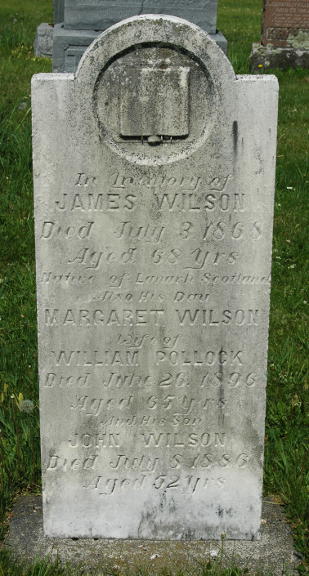 In Memory of
JAMES WILSON
Died July 3 1868
Aged 68 Yrs
Native of Lanark Scotland
Also His Dau
MARGARET WILSON
Wife of
WILLIAM POLLOCK
Died June 26. 1896
Aged 65 Yrs
And His Son
JOHN WILSON
Died July 8 1886
Aged 52 Yrs